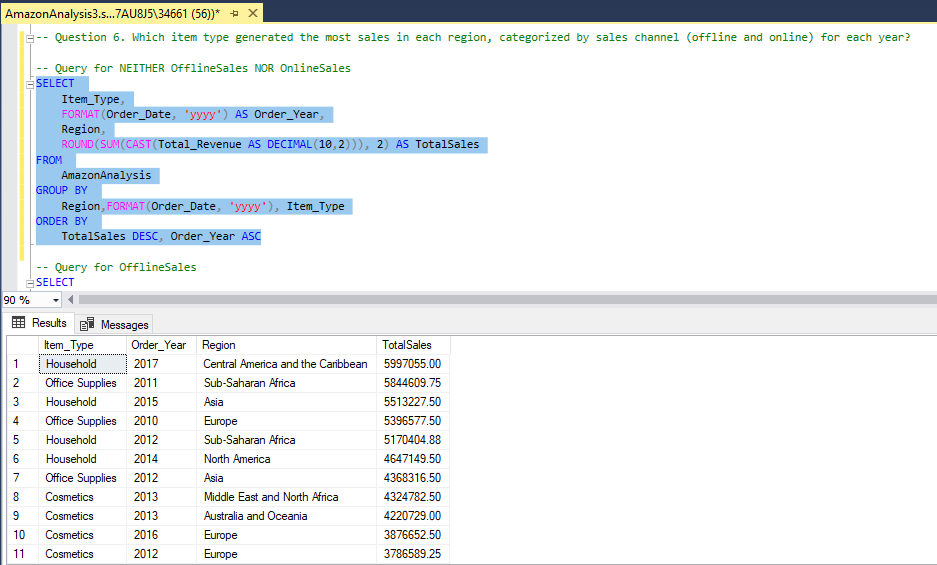 AmazonAnalysis3.s...7AU8J5\34661 (56))*
-- Question 6. Which item type generated the most sales in each region, categorized by sales channel (offline and online) for each year?
-- Query for NEITHER OfflineSales NOR OnlineSales
SELECT
Item_Type,
FORMAT(Order_Date, 'yyyy') AS Order_Year,
Region,
ROUND(SUM(CAST(Total_Revenue AS DECIMAL(10,2))), 2) AS TotalSales
FROM
AmazonAnalysis
GROUP BY
Region,FORMAT(Order_Date, 'yyyy'), Item_Type
ORDER BY
TotalSales DESC, Order_Year ASC
-- Query for OfflineSales
SELECT
90 %
Results Messages
Item_Type Order_Year Region TotalSales
1 Household 2017 Central America and the Caribbean 5997055.00
2 Office Supplies 2011 Sub-Saharan Africa 5844609.75
3 Household 2015 Asia 5513227.50
4 Office Supplies 2010 Europe 5396577.50
5 Household 2012 Sub-Saharan Africa 5170404.88
6 Household 2014 North America 4647149.50
7 Office Supplies 2012 Asia 4368316.50
8 Cosmetics 2013 Middle East and North Africa 4324782.50
9 Cosmetics 2013 Australia and Oceania 4220729.00
10 Cosmetics 2016 Europe 3876652.50
11 Cosmetics 2012 Europe 3786589.25